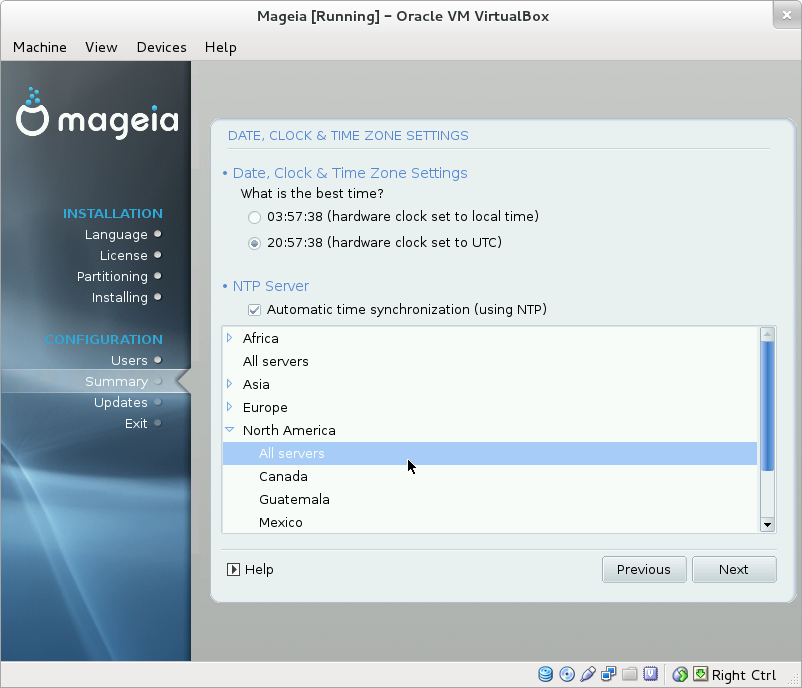 Mageia [Running] – Oracle VM VirtualBox
Machine View Devices Help
mageia
INSTALLATION
Language
License
Partitioning
Installing
CONFIGURATION
Users
Summary
Updates
Exit
DATE, CLOCK & TIME ZONE SETTINGS
• Date, Clock & Time Zone Settings
What is the best time?
03:57:38 (hardware clock set to local time)
20:57:38 (hardware clock set to UTC)
• NTP Server
Automatic time synchronization (using NTP)
Africa
All servers
Asia
Europe
North America
All servers
Canada
Guatemala
Mexico
Help
Previous
Next
Right Ctrl